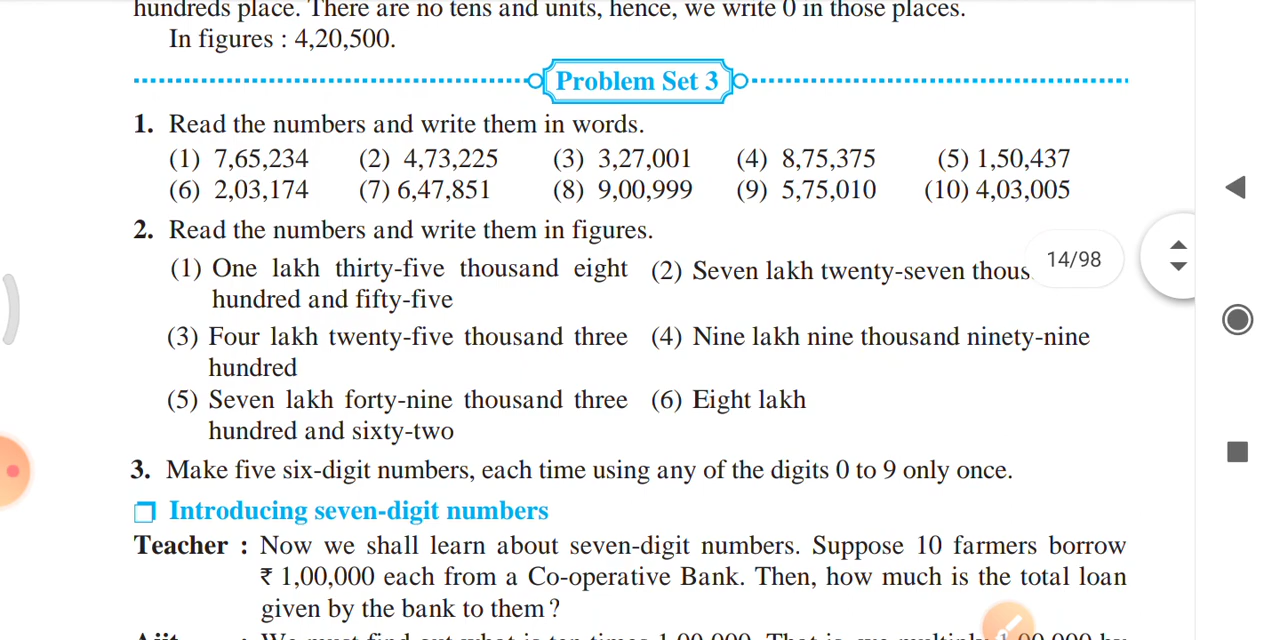 hundreds place. There are no tens and units, hence, we write 0 in those places.
In figures : 4,20,500.
Problem Set 3
1. Read the numbers and write them in words.
(1) 7,65,234 (2) 4,73,225 (3) 3,27,001 (4) 8,75,375 (5) 1,50,437
(6) 2,03,174 (7) 6,47,851 (8) 9,00,999 (9) 5,75,010 (10) 4,03,005
2. Read the numbers and write them in figures.
(1) One lakh thirty-five thousand eight hundred and fifty-five
(2) Seven lakh twenty-seven thous
14/98
(3) Four lakh twenty-five thousand three hundred
(4) Nine lakh nine thousand ninety-nine
(5) Seven lakh forty-nine thousand three hundred and sixty-two
(6) Eight lakh
3. Make five six-digit numbers, each time using any of the digits 0 to 9 only once.
Introducing seven-digit numbers
Teacher : Now we shall learn about seven-digit numbers. Suppose 10 farmers borrow
₹ 1,00,000 each from a Co-operative Bank. Then, how much is the total loan
given by the bank to them ?